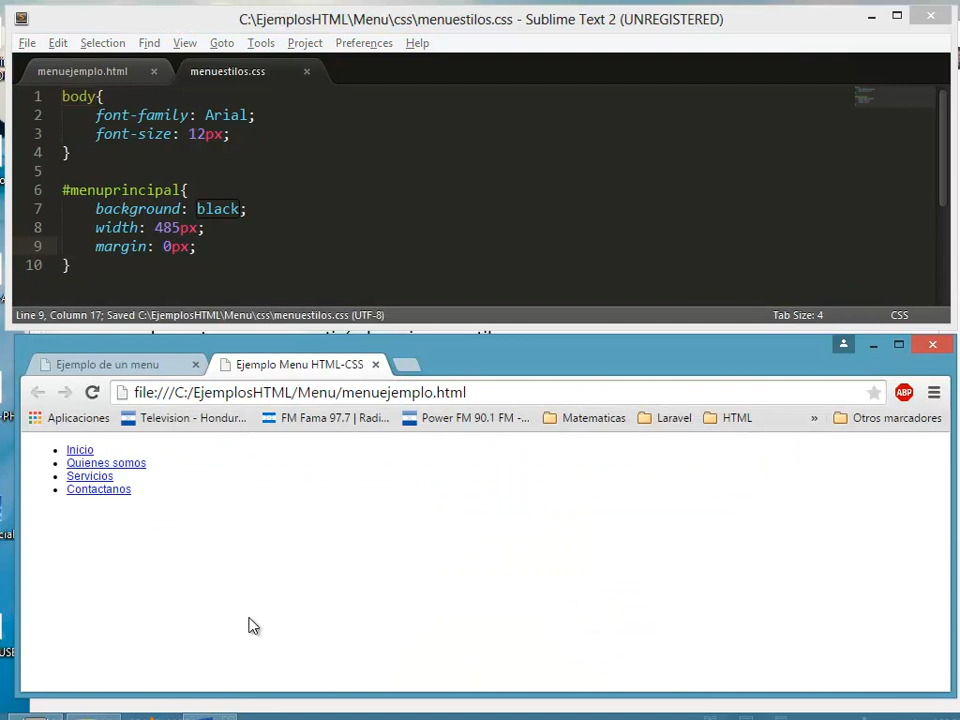 C:\EjemplosHTML\Menu\css\menuestilos.css - Sublime Text 2 (UNREGISTERED)
File Edit Selection Find View Goto Tools Project Preferences Help
menuejemplo.html × menuestilos.css ×
1 body{
2 font-family: Arial;
3 font-size: 12px;
4 }
5
6 #menuprincipal{
7 background: black;
8 width: 485px;
9 margin: 0px;
10 }
Line 9, Column 17; Saved C:\EjemplosHTML\Menu\css\menuestilos.css (UTF-8) Tab Size: 4 CSS
Ejemplo de un menu × Ejemplo Menu HTML-CSS ×
file:///C:/EjemplosHTML/Menu/menuejemplo.html ABP
Aplicaciones Television - Hondur... FM Fama 97.7 | Radi... Power FM 90.1 FM -... Matematicas Laravel HTML » Otros marcadores
• Inicio
• Quienes somos
• Servicios
• Contactanos